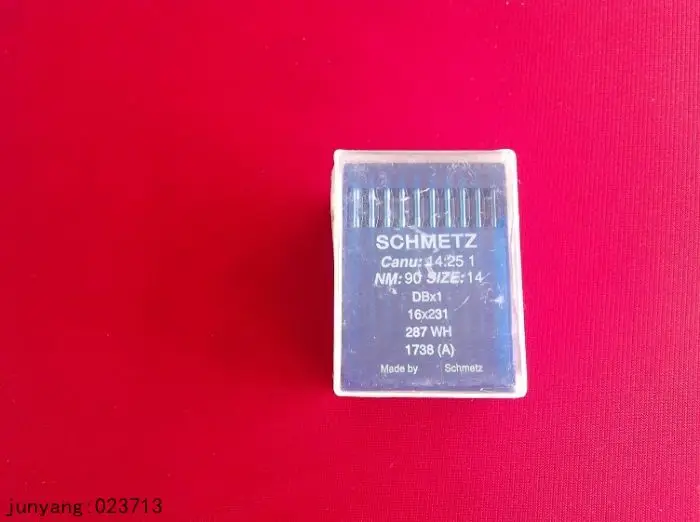 SCHMETZ
Canu: 14:25 1
NM: 90 SIZE: 14
DBx1
16x231
287 WH
1738 (A)
Made by Schmetz
junyang:023713